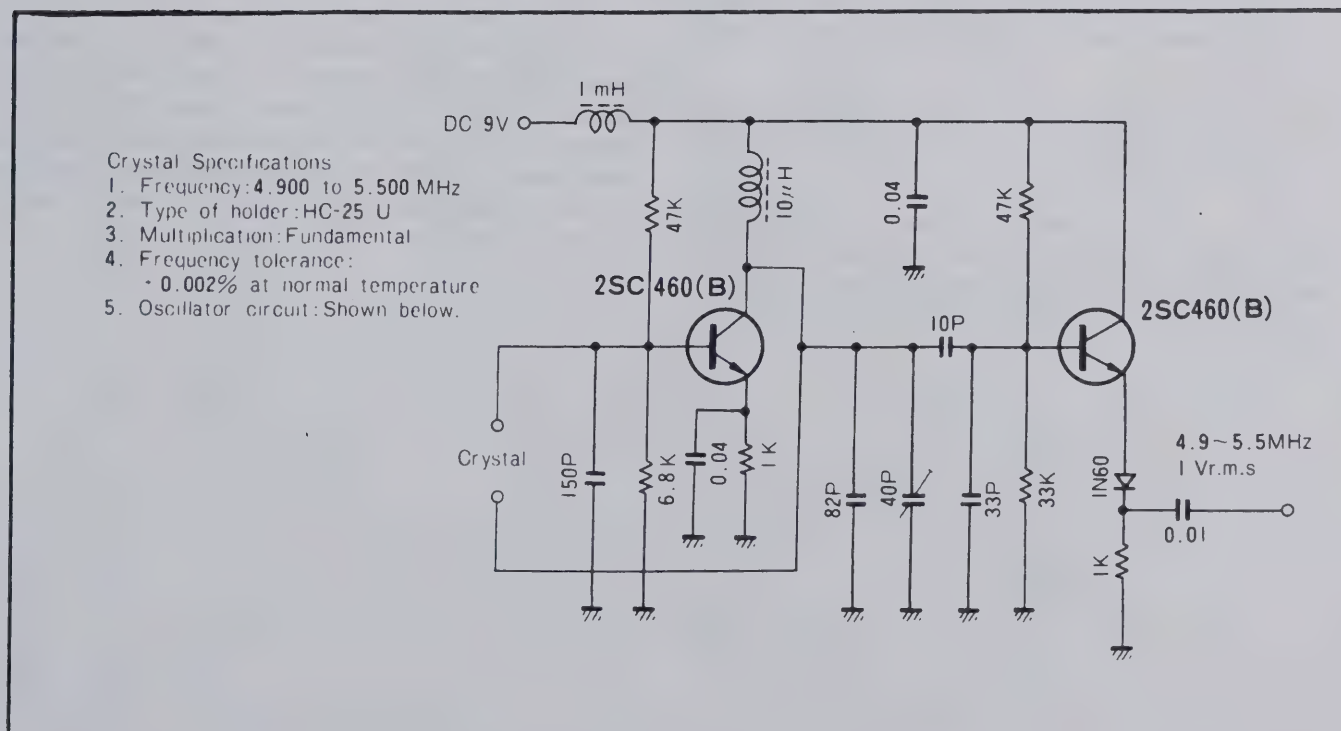 1 mH
DC 9V
Crystal Specifications
1. Frequency: 4.900 to 5.500 MHz
2. Type of holder: HC-25 U
3. Multiplication: Fundamental
4. Frequency tolerance:
· 0.002% at normal temperature
5. Oscillator circuit: Shown below.
47K
10μH
0.04
47K
2SC460(B)
2SC460(B)
10P
Crystal
150P
6.8K
0.04
1K
82P
40P
33P
33K
1N60
4.9~5.5MHz
1 Vr.m.s
0.01
1K